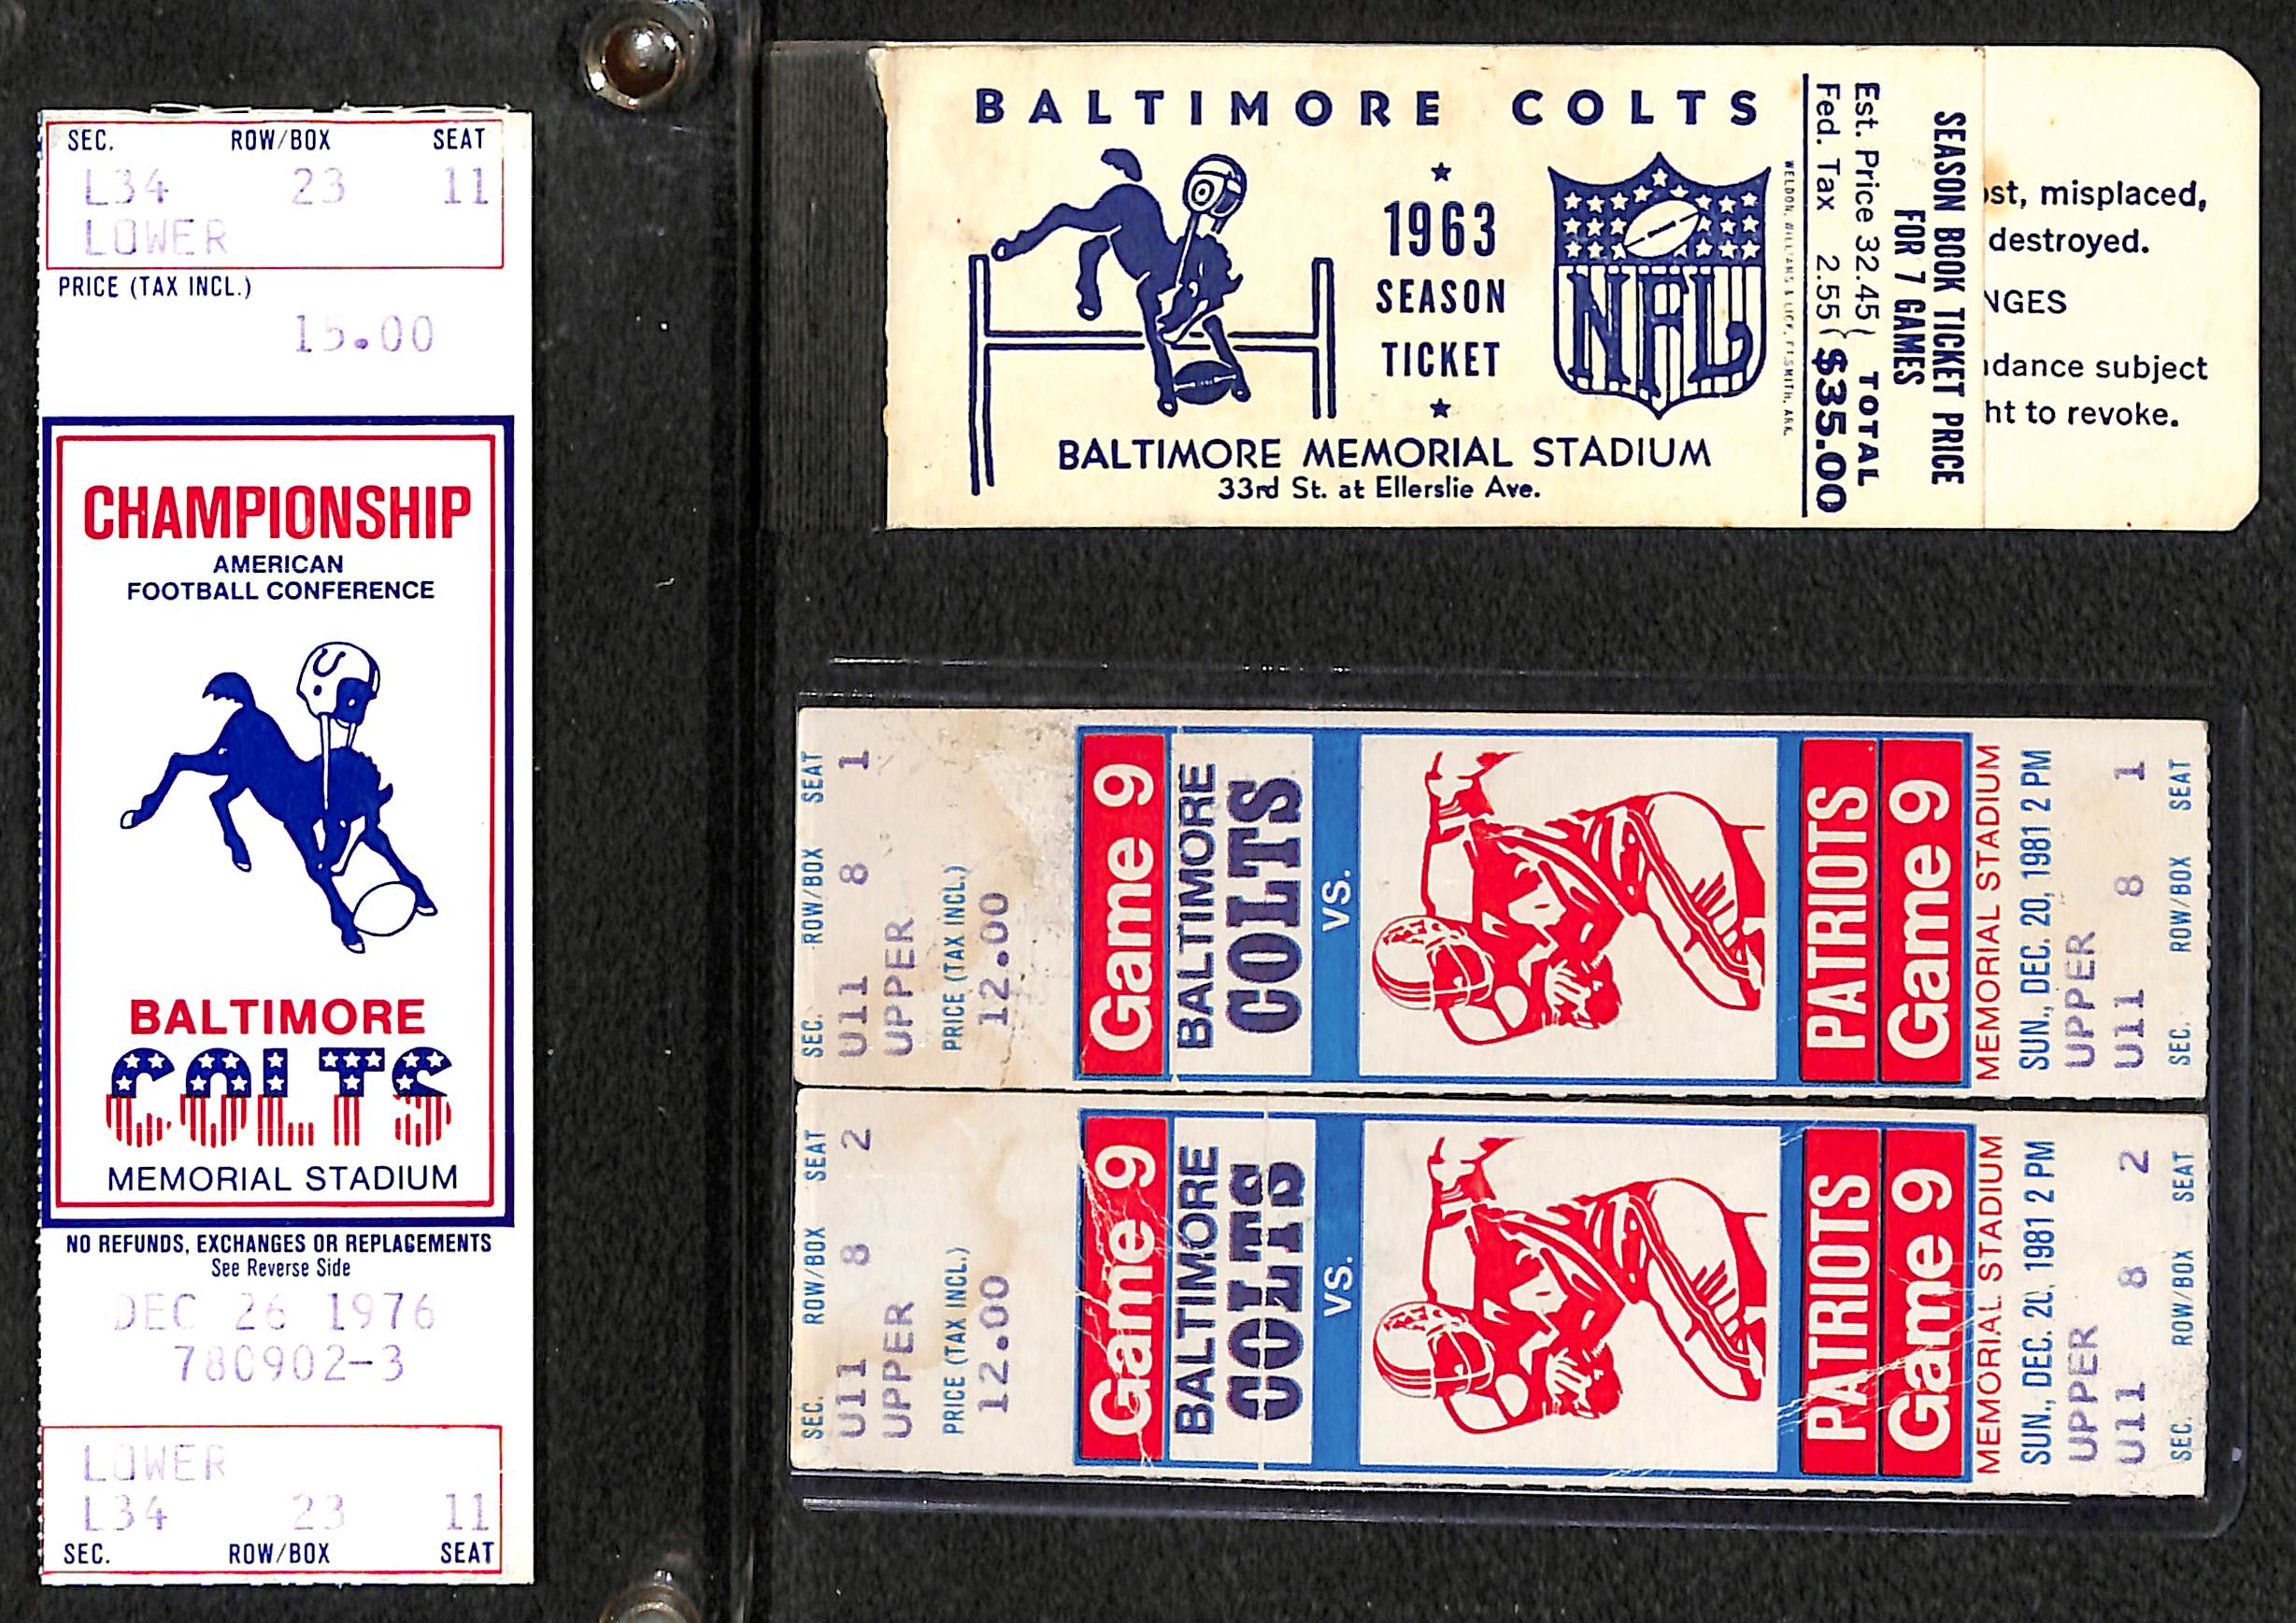 SEC. ROW/BOX SEAT
L34 23 11
LOWER
PRICE (TAX INCL.)
15.00
CHAMPIONSHIP
AMERICAN
FOOTBALL CONFERENCE
BALTIMORE
COLTS
MEMORIAL STADIUM
NO REFUNDS, EXCHANGES OR REPLACEMENTS
See Reverse Side
DEC 26 1976
780902-3
LOWER
L34 23 11
SEC. ROW/BOX SEAT
BALTIMORE COLTS
1963
SEASON
TICKET
NFL
BALTIMORE MEMORIAL STADIUM
33rd St. at Ellerslie Ave.
WELDON, WILLIAMS & LICK, FT. SMITH, ARK.
SEASON BOOK TICKET PRICE
FOR 7 GAMES
Est. Price 32.45 } TOTAL
Fed. Tax 2.55 } $35.00
ost, misplaced,
destroyed.
NGES
ndance subject
ht to revoke.
SEC. ROW/BOX SEAT
U11 8 1
UPPER
PRICE (TAX INCL.)
12.00
Game 9
BALTIMORE
COLTS
VS.
PATRIOTS
Game 9
MEMORIAL STADIUM
SUN., DEC. 20, 1981 2 PM
UPPER
U11 8 1
SEC. ROW/BOX SEAT
SEC. ROW/BOX SEAT
U11 8 2
UPPER
PRICE (TAX INCL.)
12.00
Game 9
BALTIMORE
COLTS
VS.
PATRIOTS
Game 9
MEMORIAL STADIUM
SUN., DEC. 20, 1981 2 PM
UPPER
U11 8 2
SEC. ROW/BOX SEAT